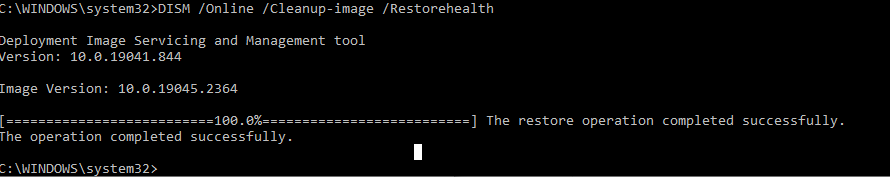 C:\WINDOWS\system32>DISM /Online /Cleanup-image /Restorehealth
Deployment Image Servicing and Management tool
Version: 10.0.19041.844
Image Version: 10.0.19045.2364
[==========================100.0%==========================] The restore operation completed successfully.
The operation completed successfully.
C:\WINDOWS\system32>